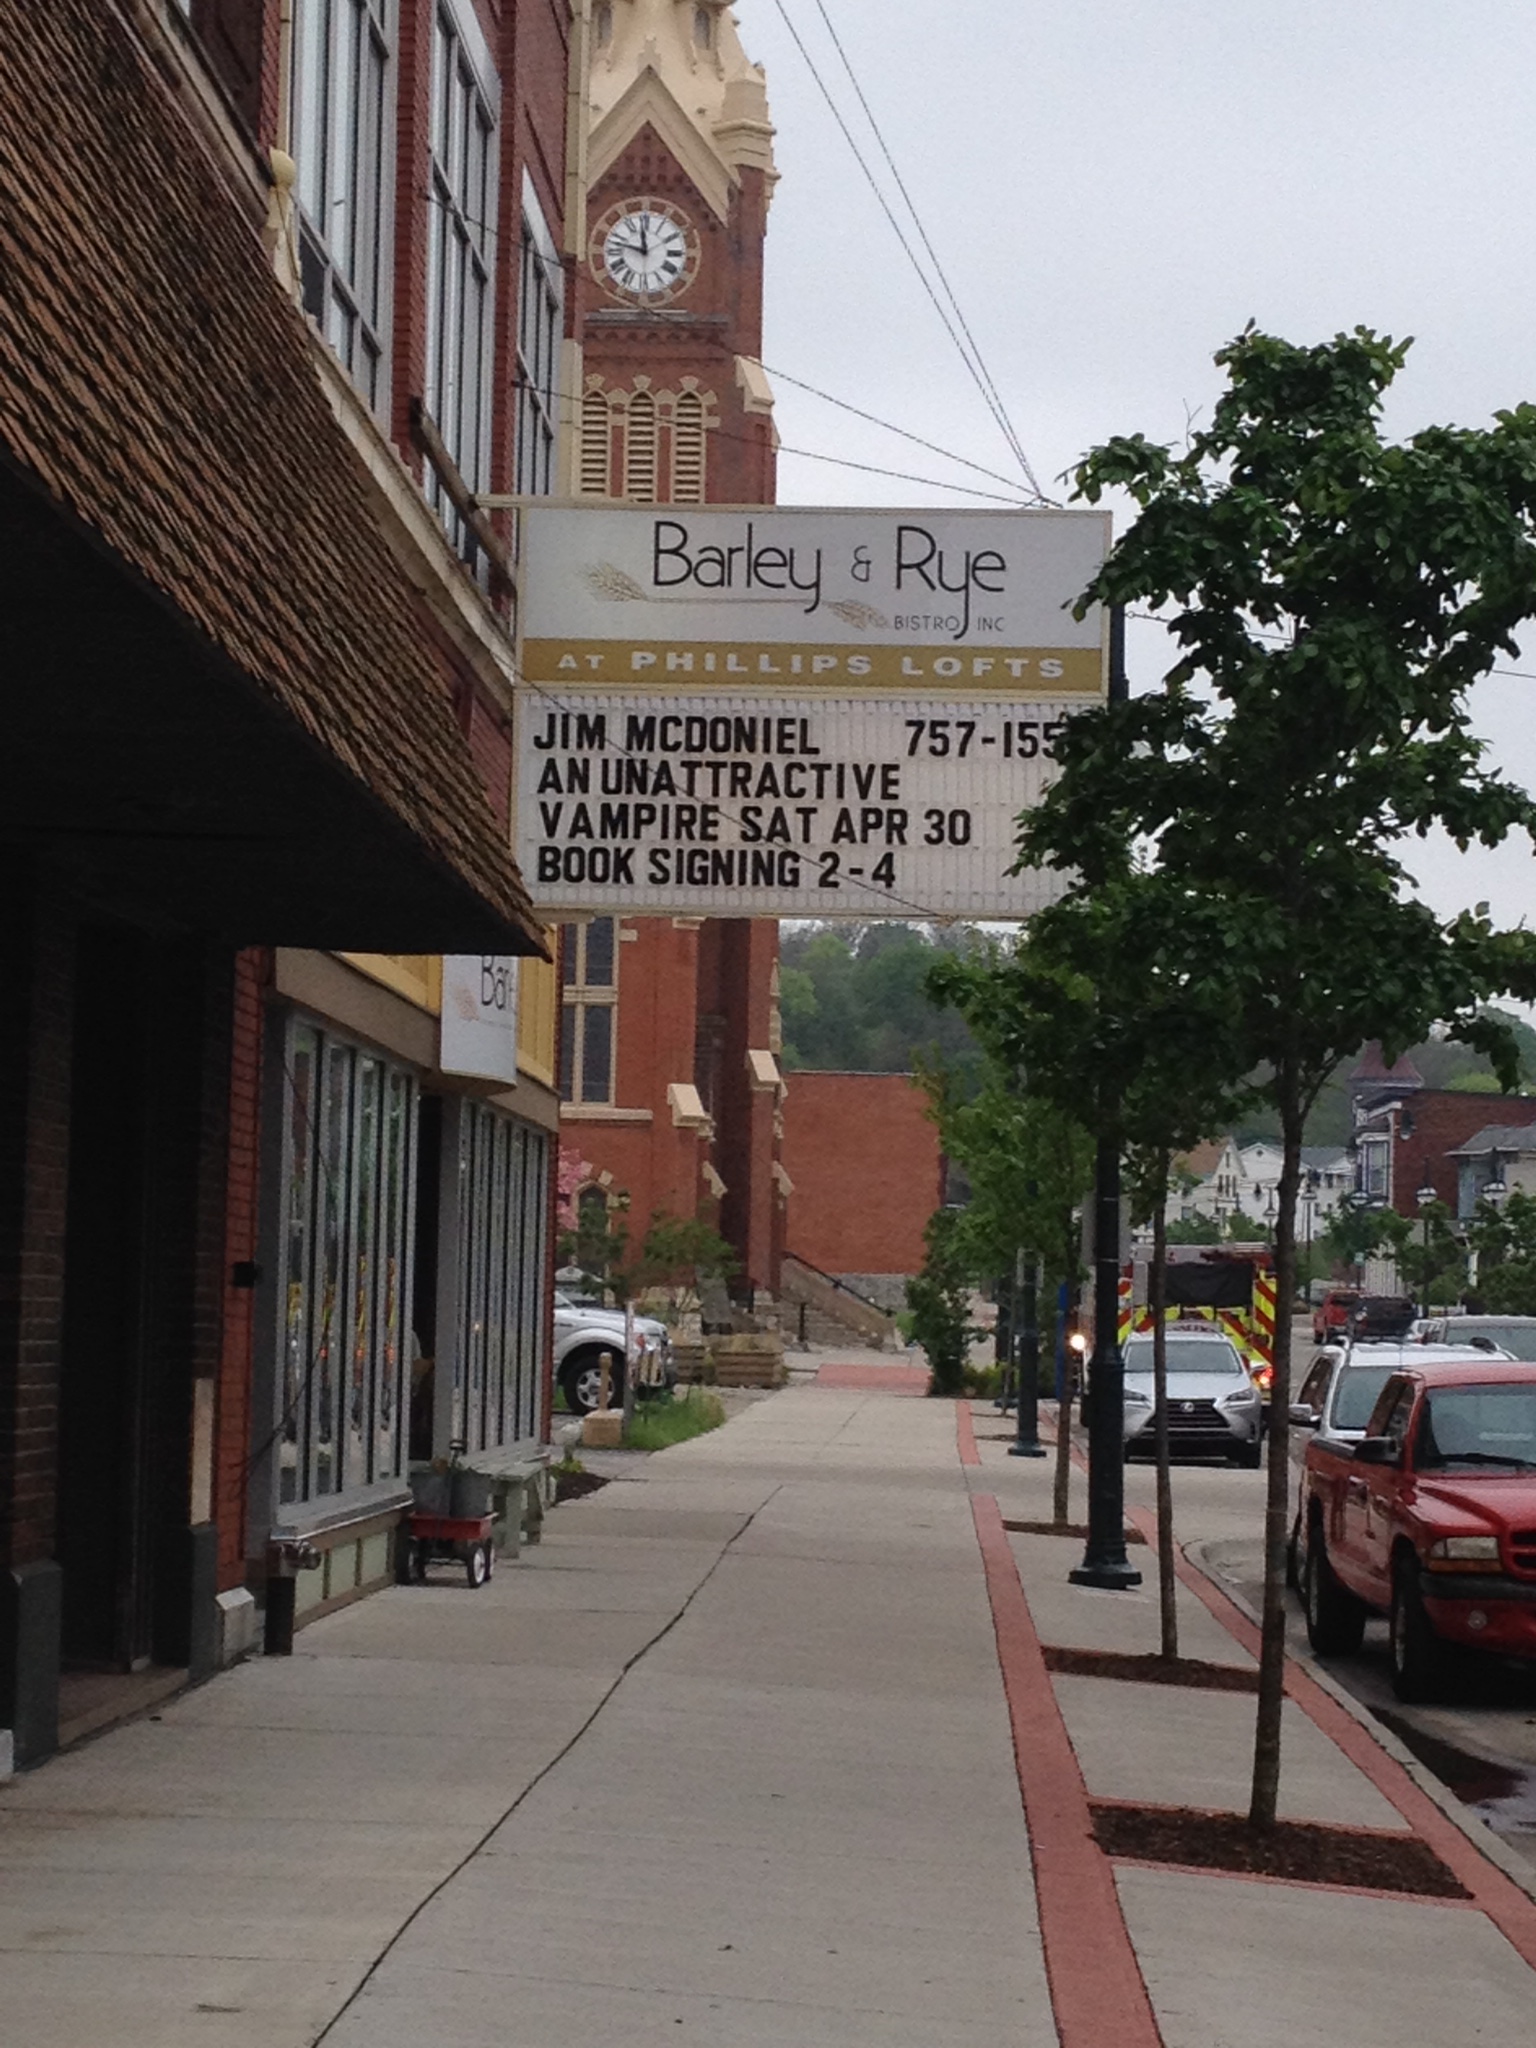 Barley & Rye
BISTRO, INC
AT PHILLIPS LOFTS
JIM MCDONIEL 757-155
AN UNATTRACTIVE
VAMPIRE SAT APR 30
BOOK SIGNING 2-4
Bar